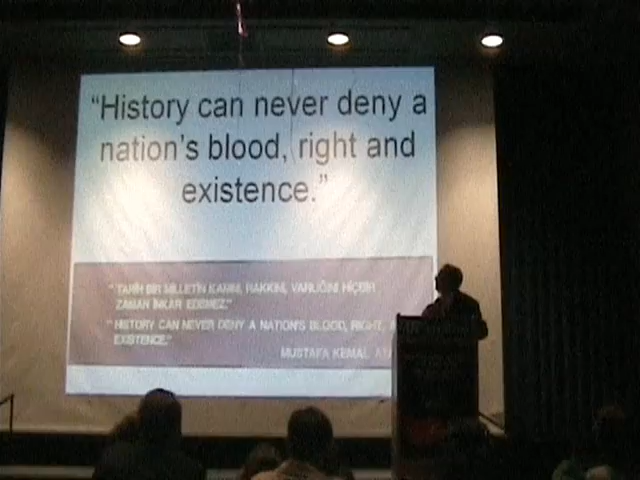 “History can never deny a
nation’s blood, right and
existence.”
“ TARİH BİR MİLLETİN KANINI, HAKKINI, VARLIĞINI HİÇBİR
ZAMAN İNKAR EDEMEZ.”
“ HISTORY CAN NEVER DENY A NATION’S BLOOD, RIGHT,
EXISTENCE.”
MUSTAFA KEMAL